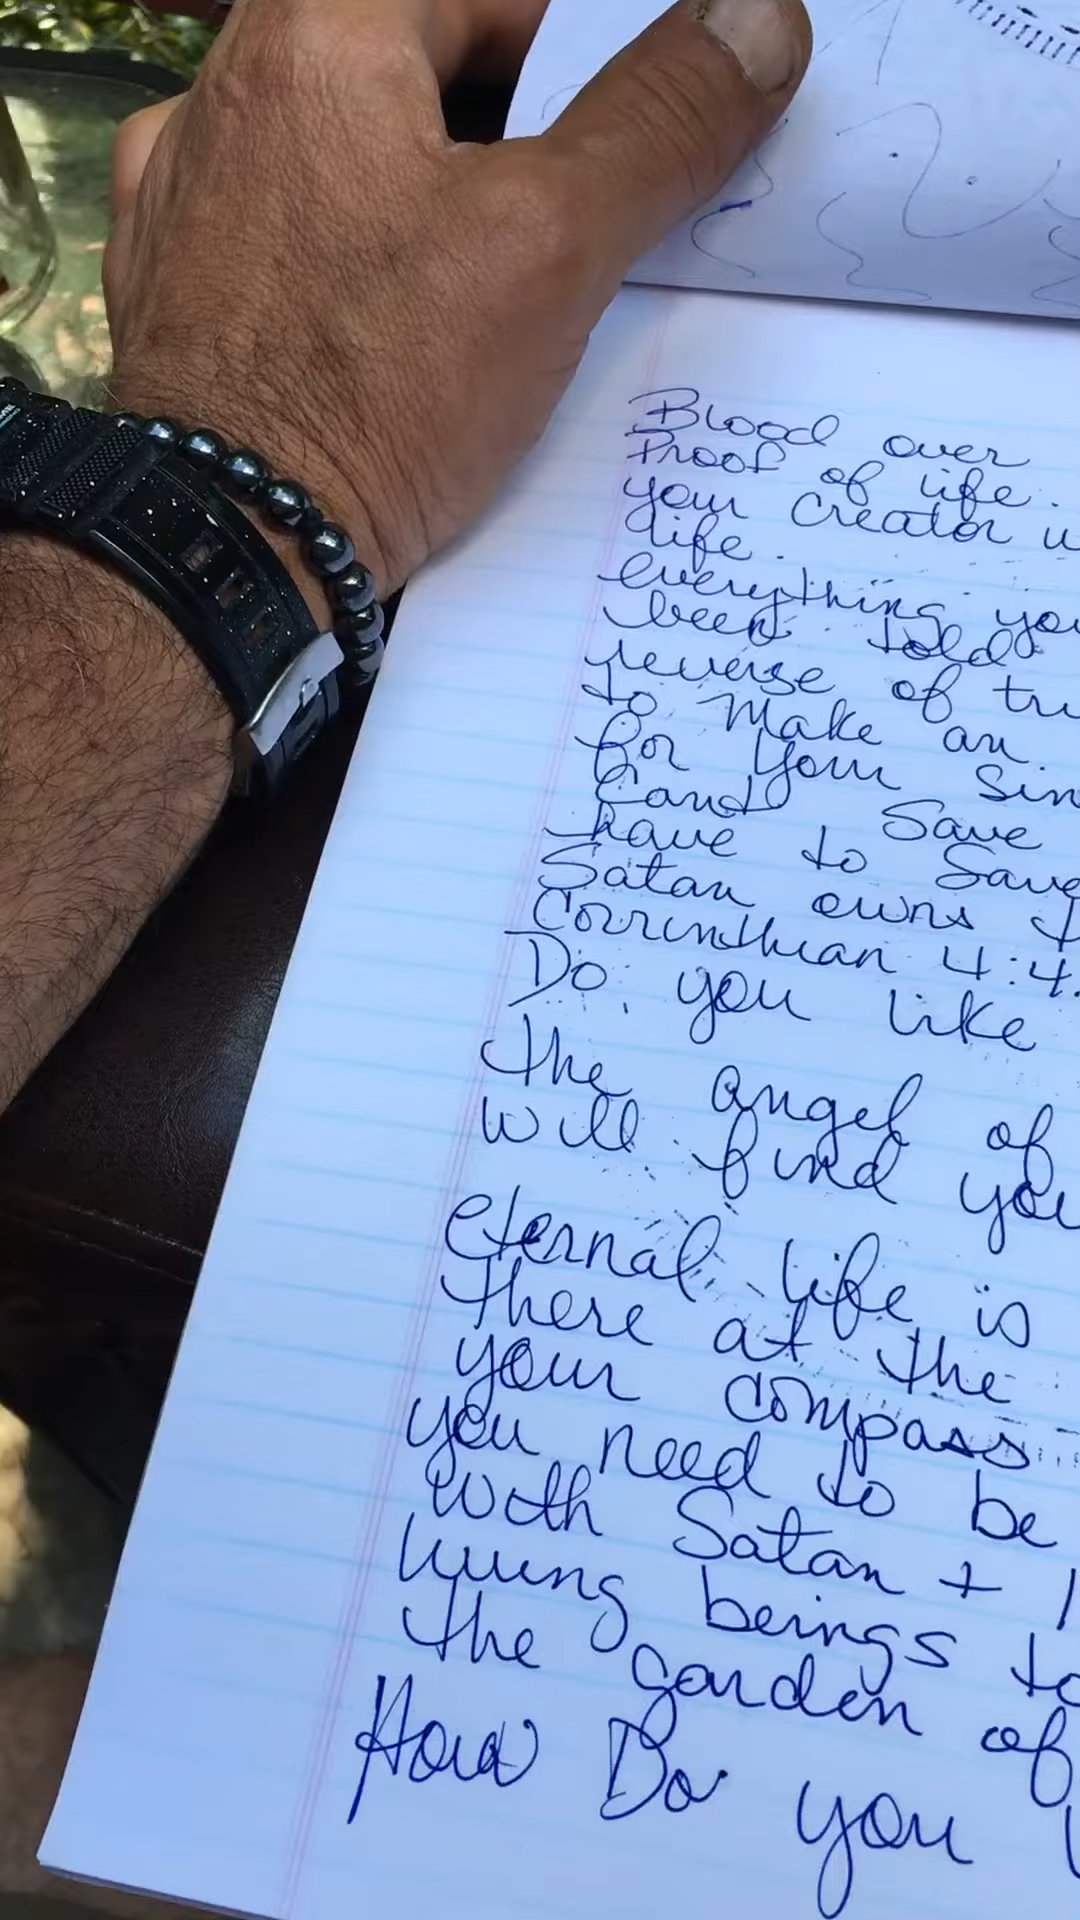 Blood over
Proof of life.
your Creator
life.
everything you
been told
reverse of
to Make an
for your Sin
Cant Save
have to Save
Satan owns
Corrinthian 4:4.
Do you like
the angel of
will find you
eternal life is
there at the
your compass
you need to be
with Satan +
living beings to
the garden of
How Do you